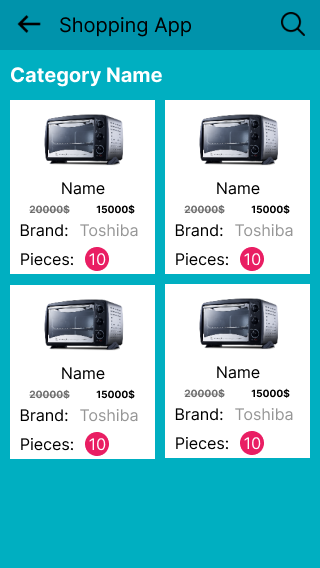 Shopping App
Category Name
Name
20000$ 15000$
Brand: Toshiba
Pieces: 10
Name
20000$ 15000$
Brand: Toshiba
Pieces: 10
Name
20000$ 15000$
Brand: Toshiba
Pieces: 10
Name
20000$ 15000$
Brand: Toshiba
Pieces: 10